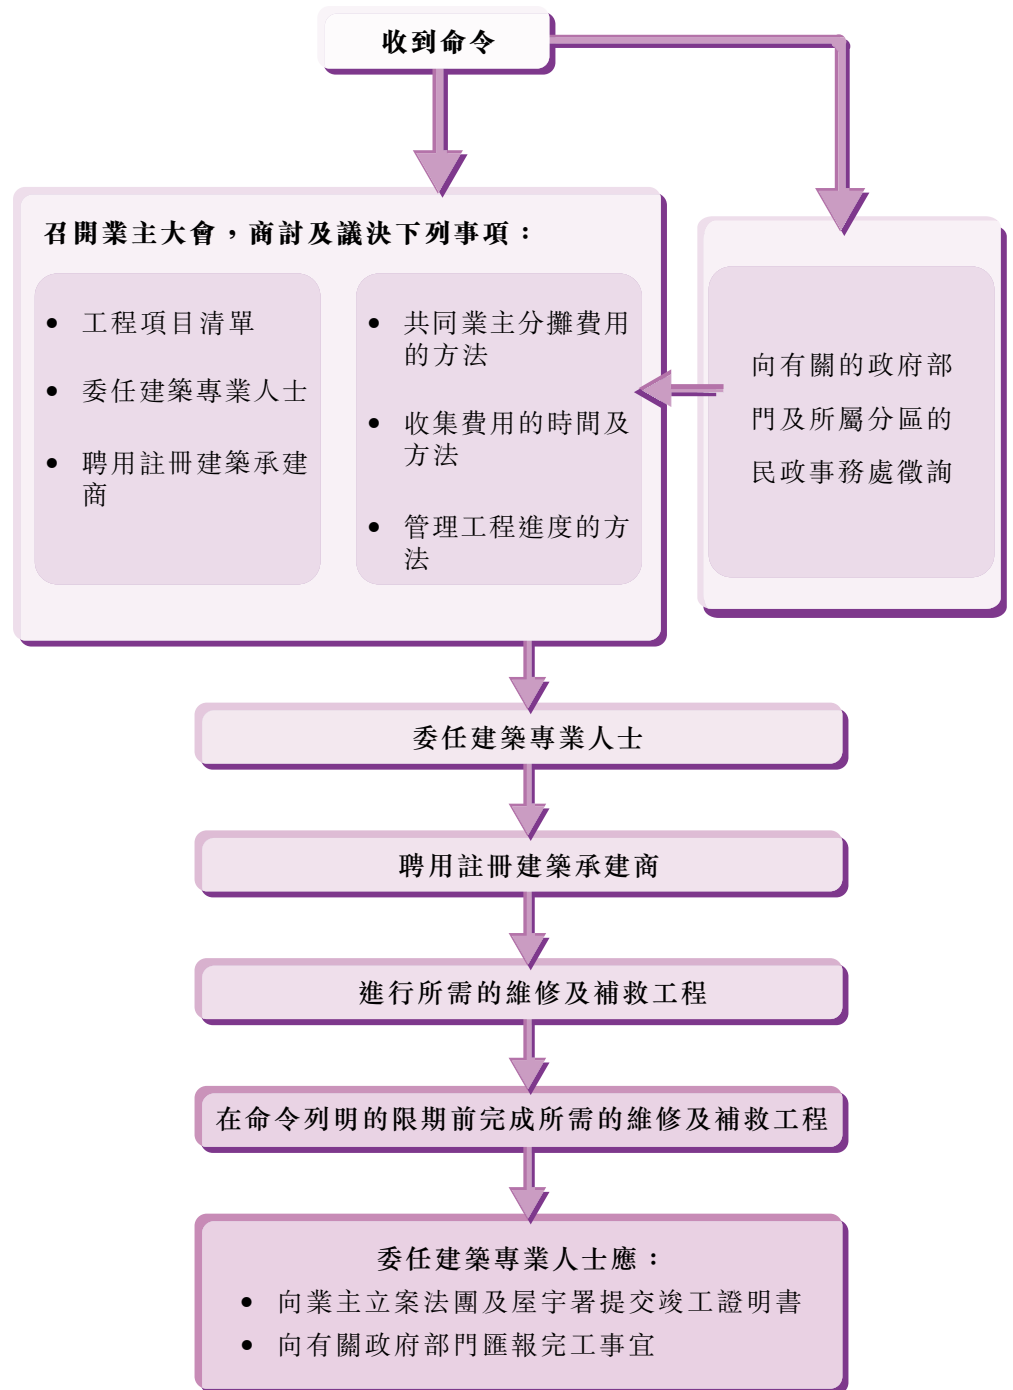 收到命令
召開業主大會，商討及議決下列事項：
• 工程項目清單
• 委任建築專業人士
• 聘用註冊建築承建
商
• 共同業主分攤費用
的方法
• 收集費用的時間及
方法
• 管理工程進度的方
法
向有關的政府部
門及所屬分區的
民政事務處徵詢
委任建築專業人士
聘用註冊建築承建商
進行所需的維修及補救工程
在命令列明的限期前完成所需的維修及補救工程
委任建築專業人士應：
• 向業主立案法團及屋宇署提交竣工證明書
• 向有關政府部門匯報完工事宜